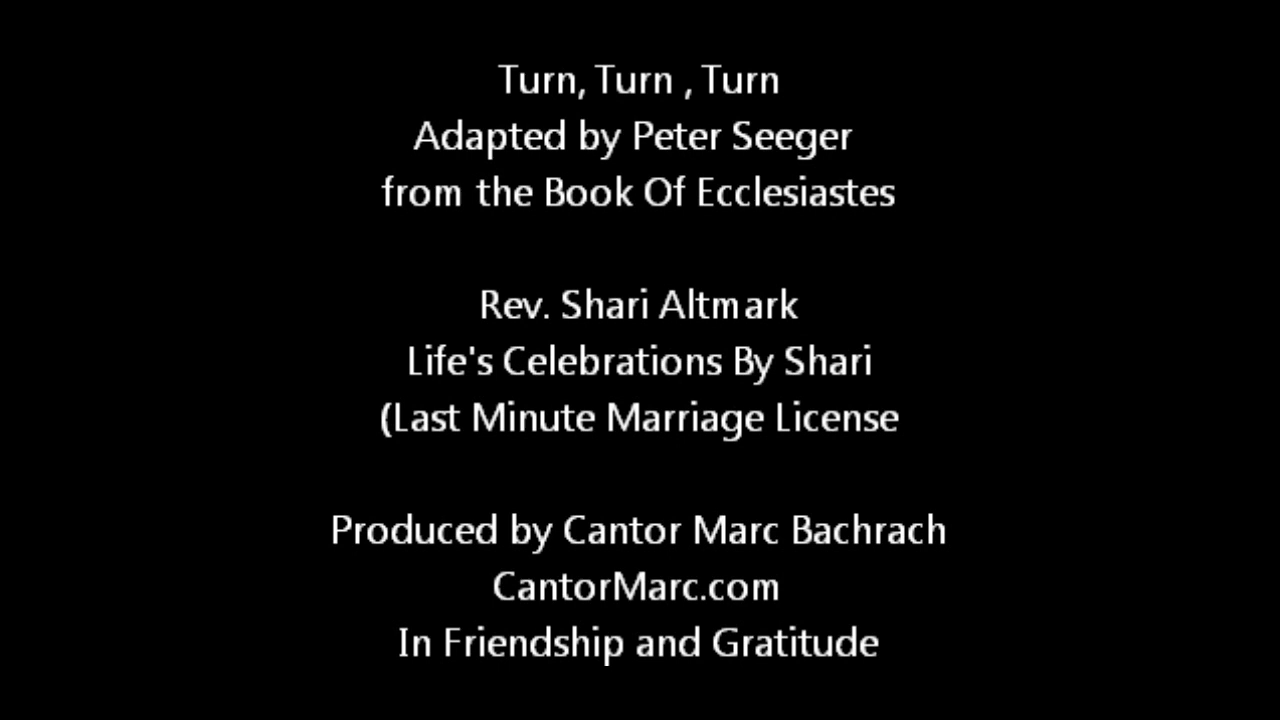 Turn, Turn , Turn
Adapted by Peter Seeger
from the Book Of Ecclesiastes
Rev. Shari Altmark
Life's Celebrations By Shari
(Last Minute Marriage License
Produced by Cantor Marc Bachrach
CantorMarc.com
In Friendship and Gratitude